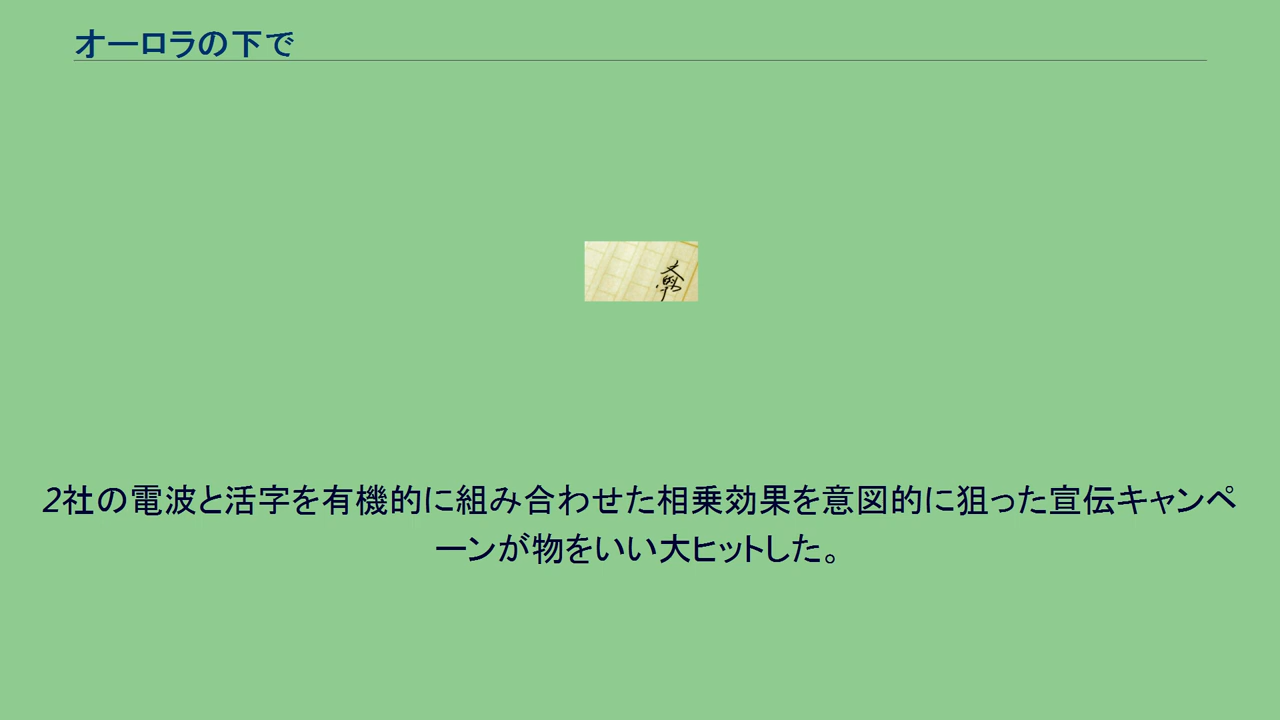 オーロラの下で
2社の電波と活字を有機的に組み合わせた相乗効果を意図的に狙った宣伝キャンペ
ーンが物をいい大ヒットした。